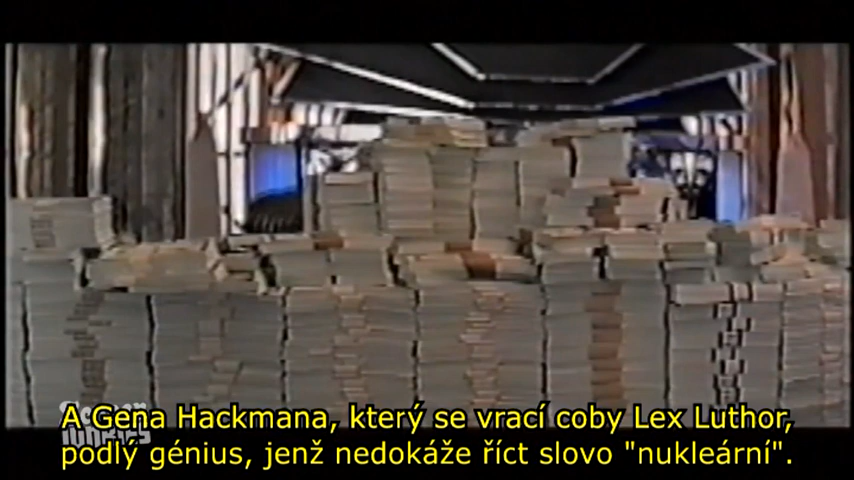 A Gena Hackmana, který se vrací coby Lex Luthor,
podlý génius, jenž nedokáže říct slovo "nukleární".